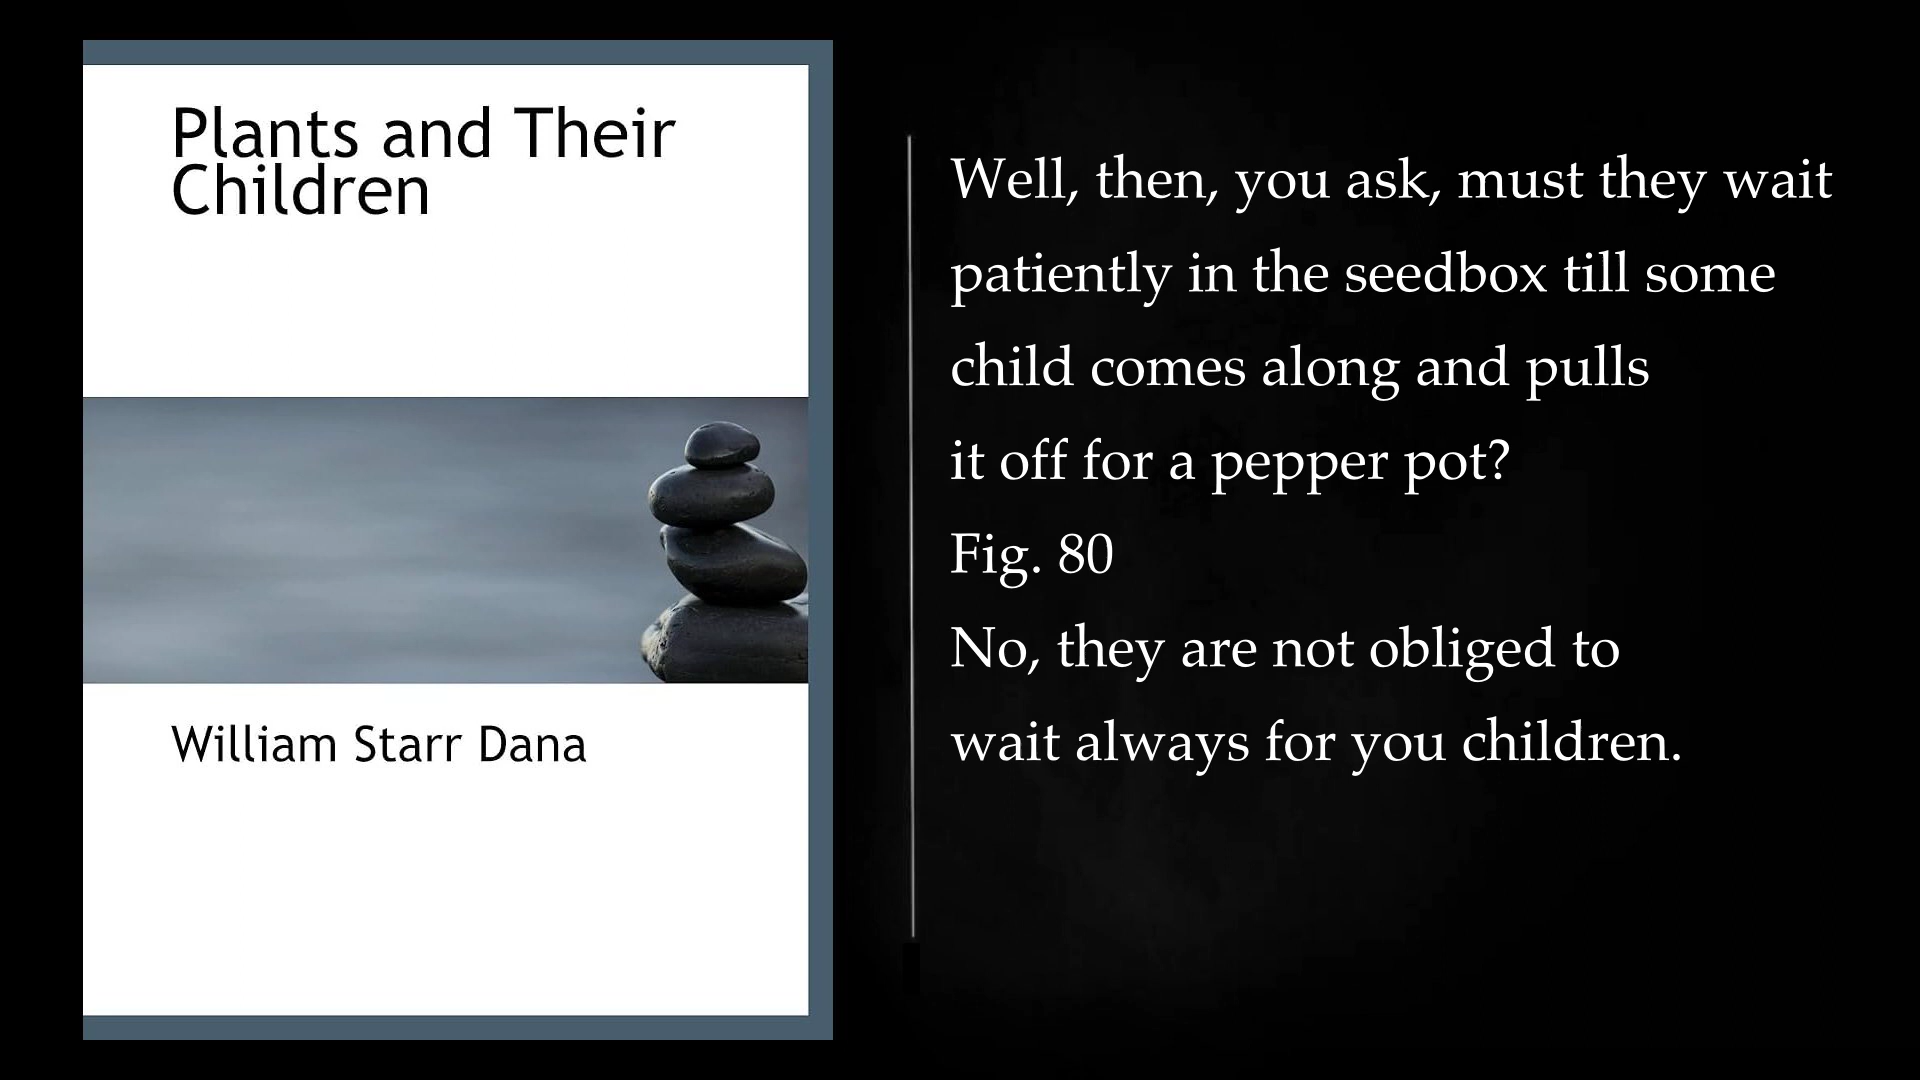 Plants and Their
Children
William Starr Dana
Well, then, you ask, must they wait
patiently in the seedbox till some
child comes along and pulls
it off for a pepper pot?
Fig. 80
No, they are not obliged to
wait always for you children.